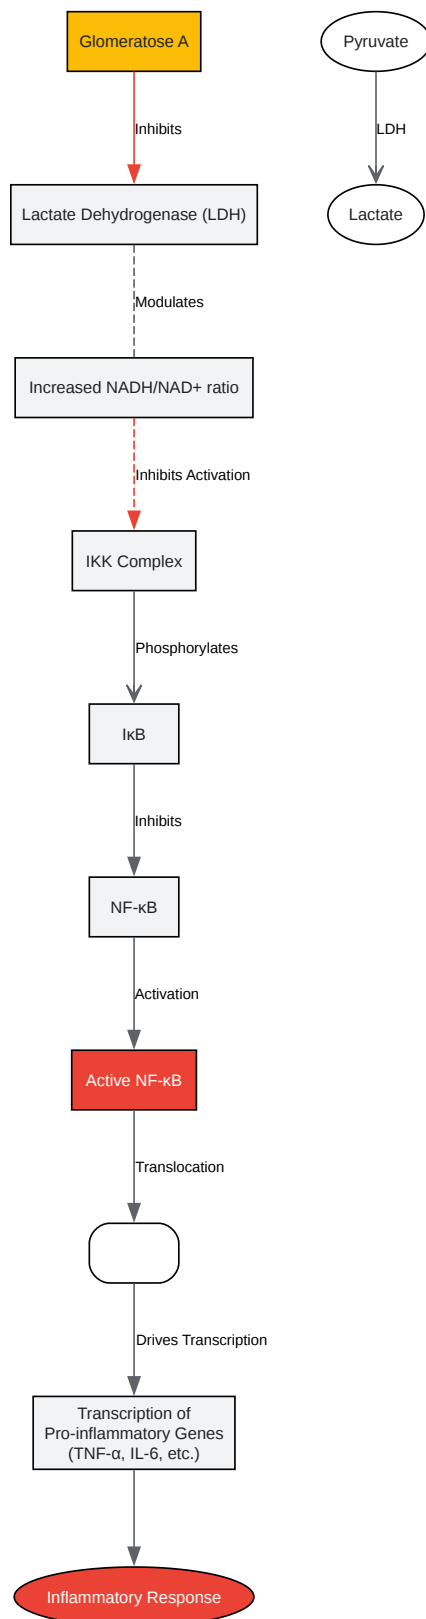 Glomeratose A
Pyruvate
Inhibits
LDH
Lactate Dehydrogenase (LDH)
Lactate
Modulates
Increased NADH/NAD+ ratio
Inhibits Activation
IKK Complex
Phosphorylates
IκB
Inhibits
NF-κB
Activation
Active NF-κB
Translocation
Drives Transcription
Transcription of
Pro-inflammatory Genes
(TNF-α, IL-6, etc.)
Inflammatory Response